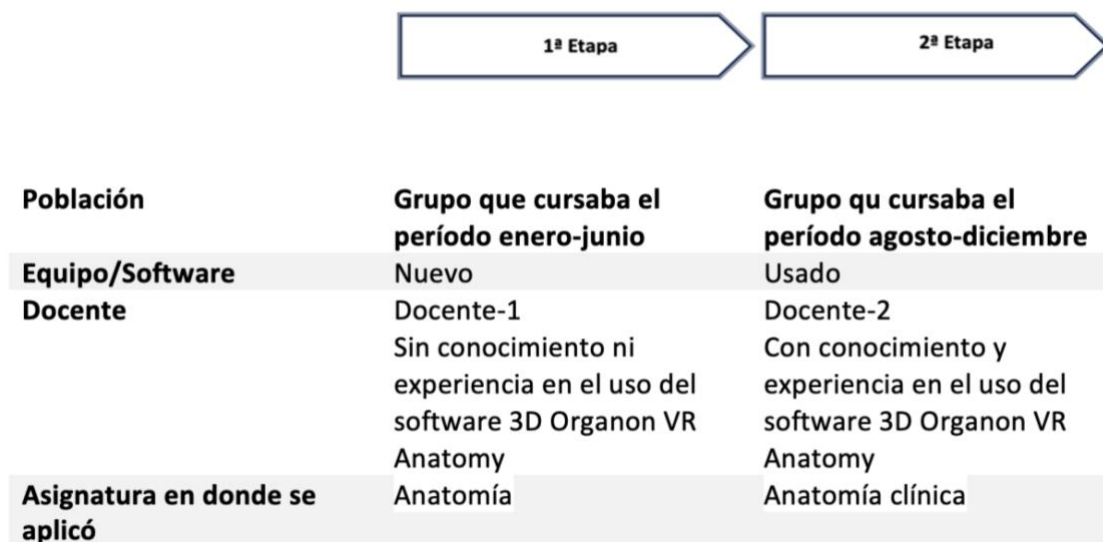 1ª Etapa
2ª Etapa
Población
Grupo que cursaba el
período enero-junio
Grupo qu cursaba el
período agosto-diciembre
Equipo/Software
Nuevo
Usado
Docente
Docente-1
Sin conocimiento ni
experiencia en el uso del
software 3D Organon VR
Anatomy
Docente-2
Con conocimiento y
experiencia en el uso del
software 3D Organon VR
Anatomy
Asignatura en donde se
aplicó
Anatomía
Anatomía clínica